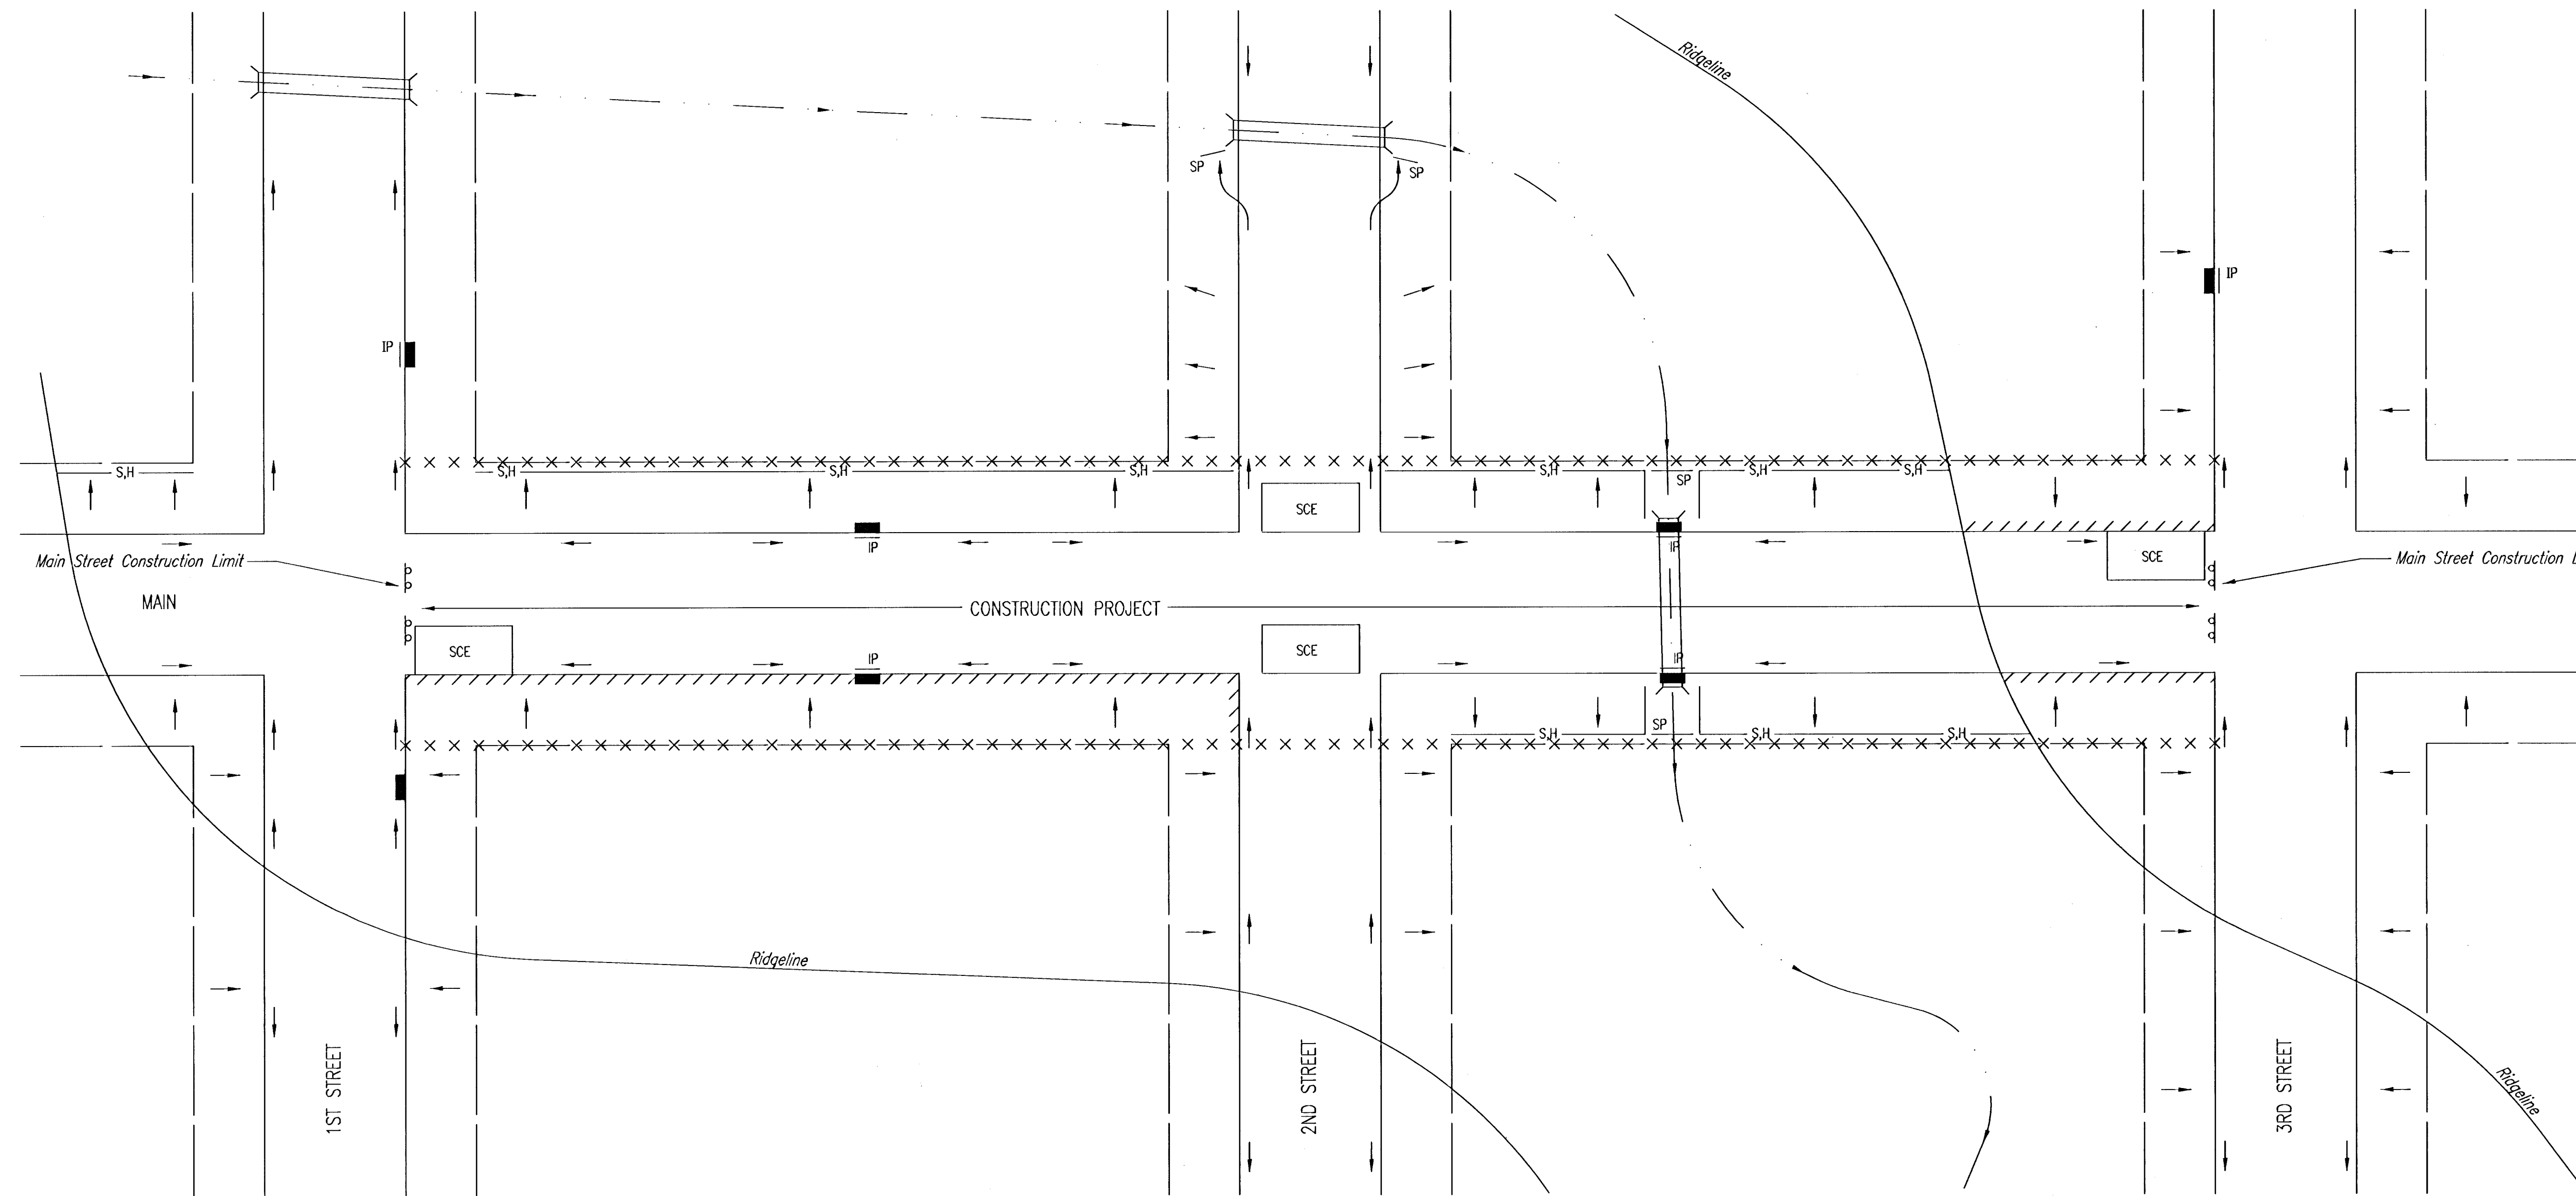 Ridgeline
SP
SP
IP
IP
S,H
S,H
S,H
S,H
S,H
S,H
S,H
SP
SCE
IP
IP
SCE
Main Street Construction Limit
Main Street Construction L
MAIN
CONSTRUCTION PROJECT
SCE
SCE
IP
IP
SP
S,H
S,H
S,H
Ridgeline
1ST STREET
2ND STREET
3RD STREET
Ridgeline